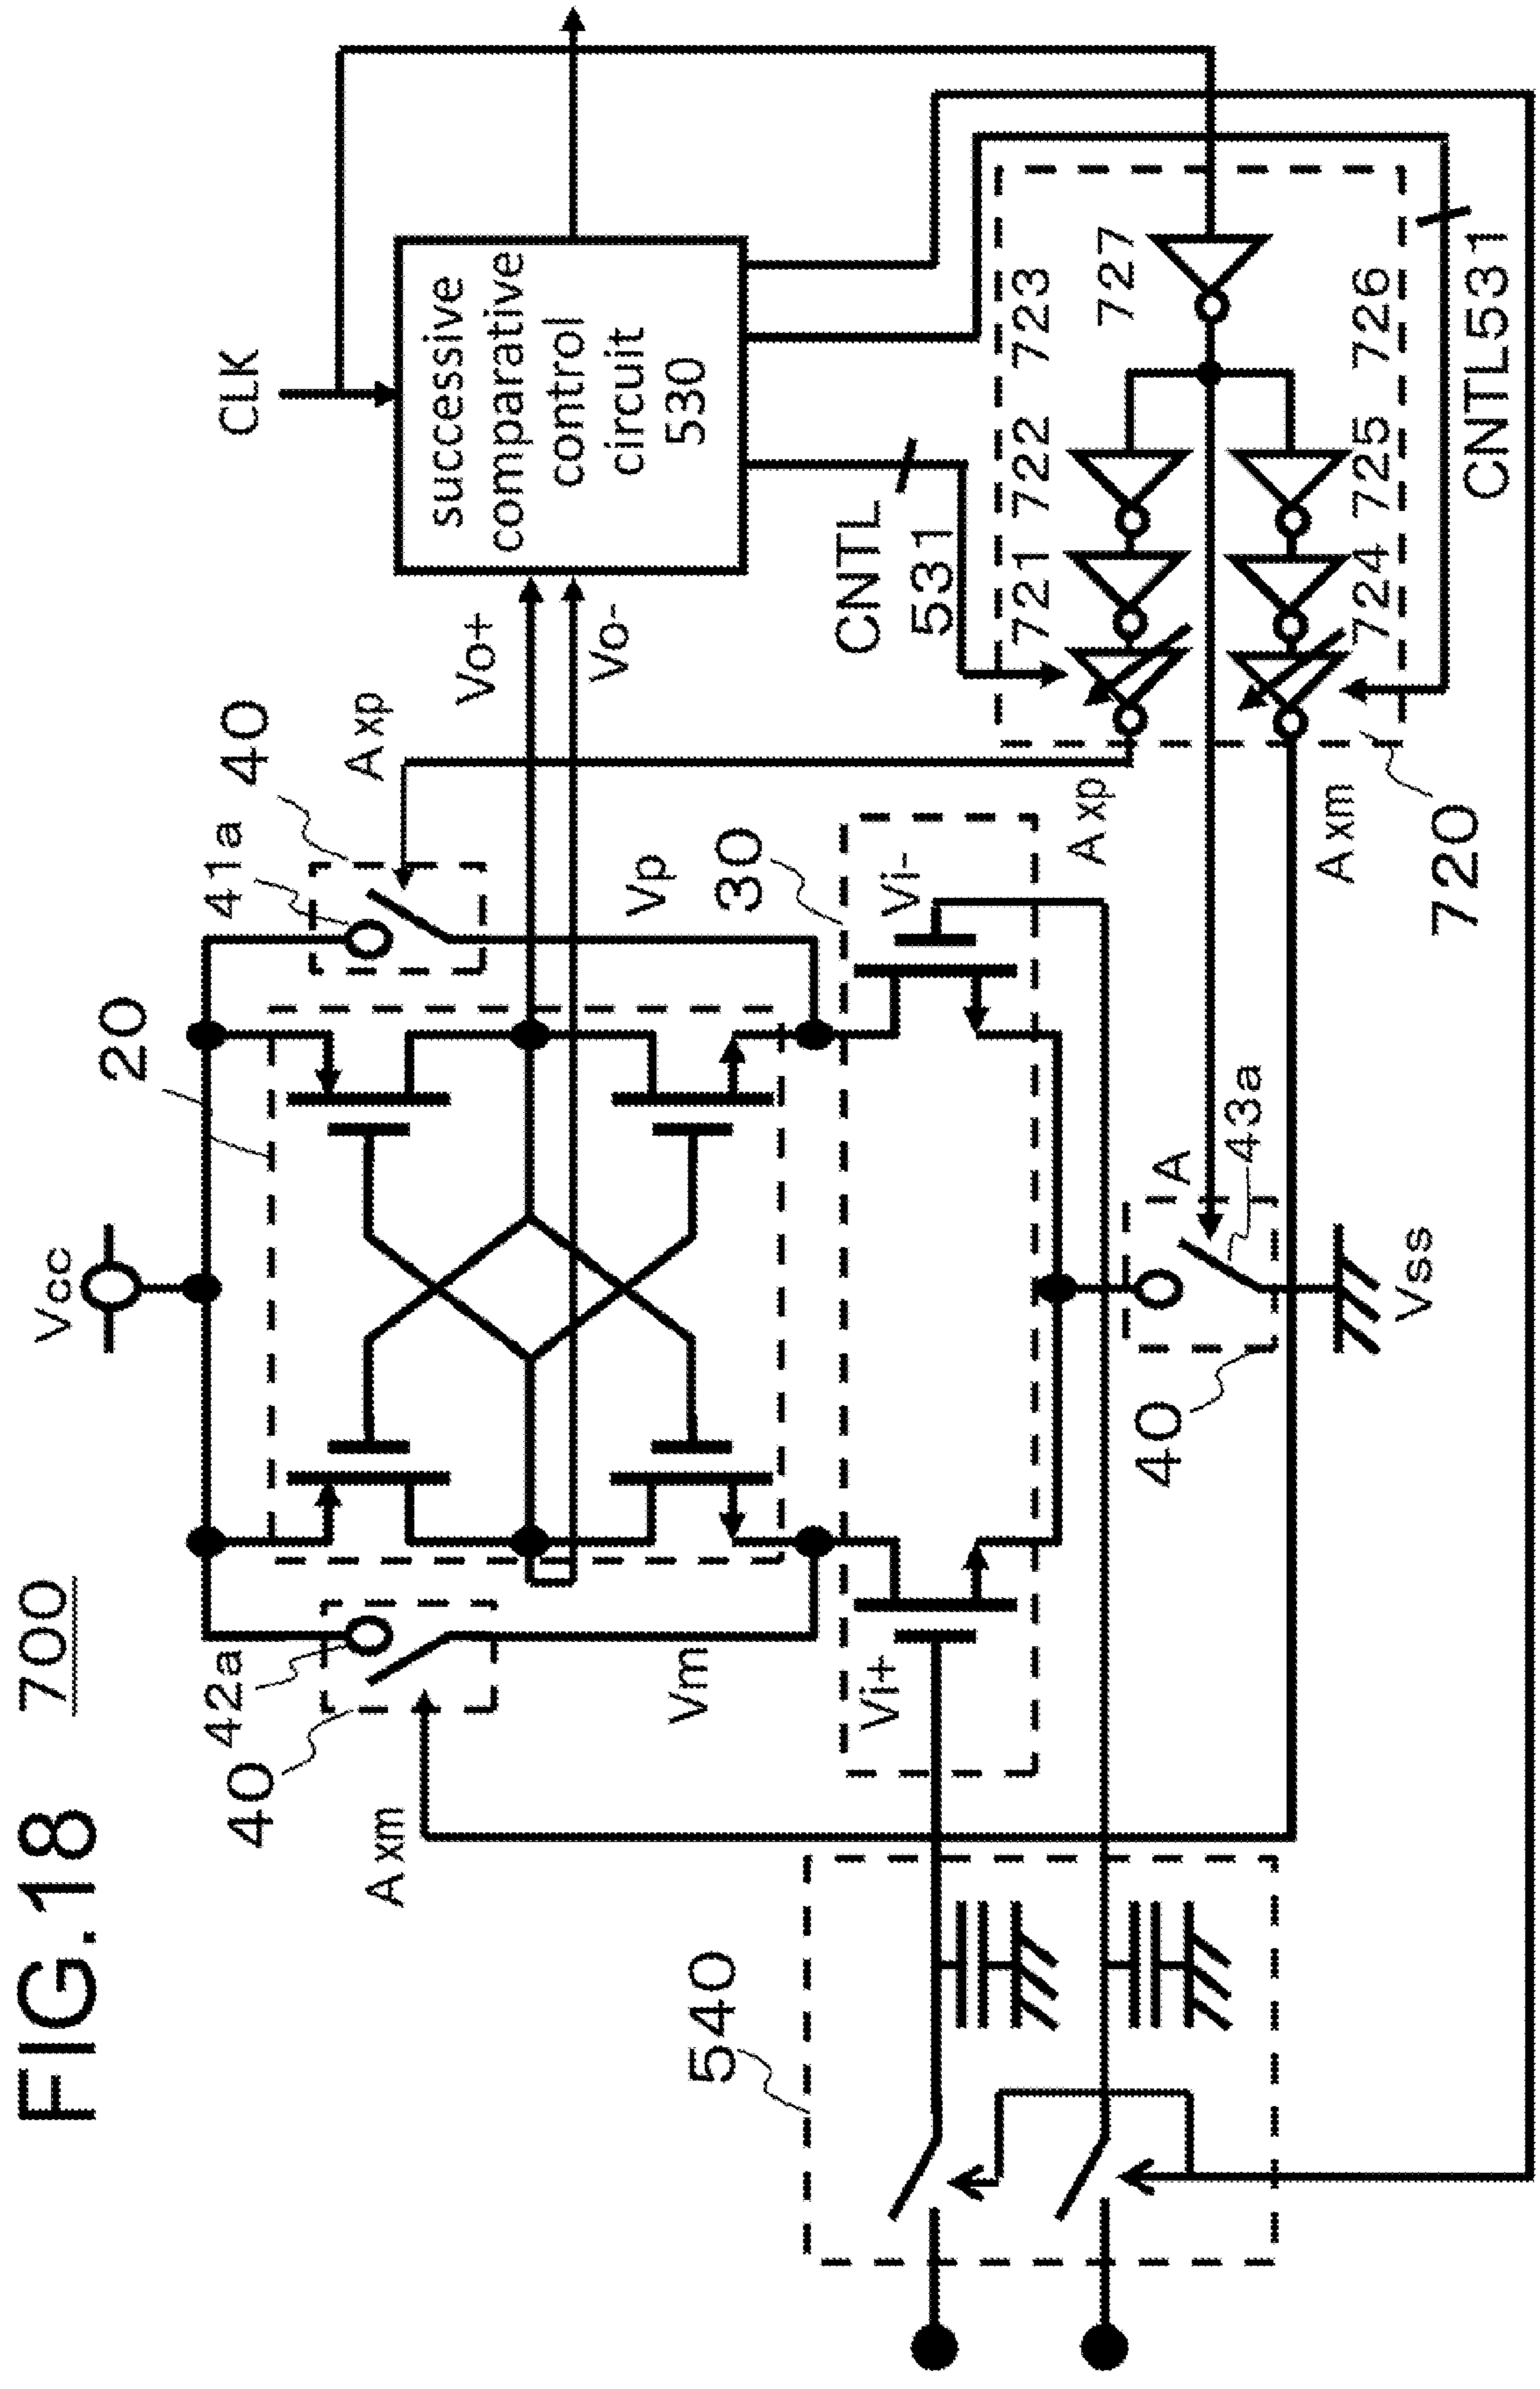 FIG.18 700
Vcc
20
40
42a
Axm
Vm
41a
40
Axp
Vp
Vo+
Vo-
CLK
successive
comparative
control
circuit
530
CNTL
531
30
Vi+
Vi-
Axp
721 722 723
727
724 725 726
CNTL531
Axm
720
A
43a
40
Vss
540